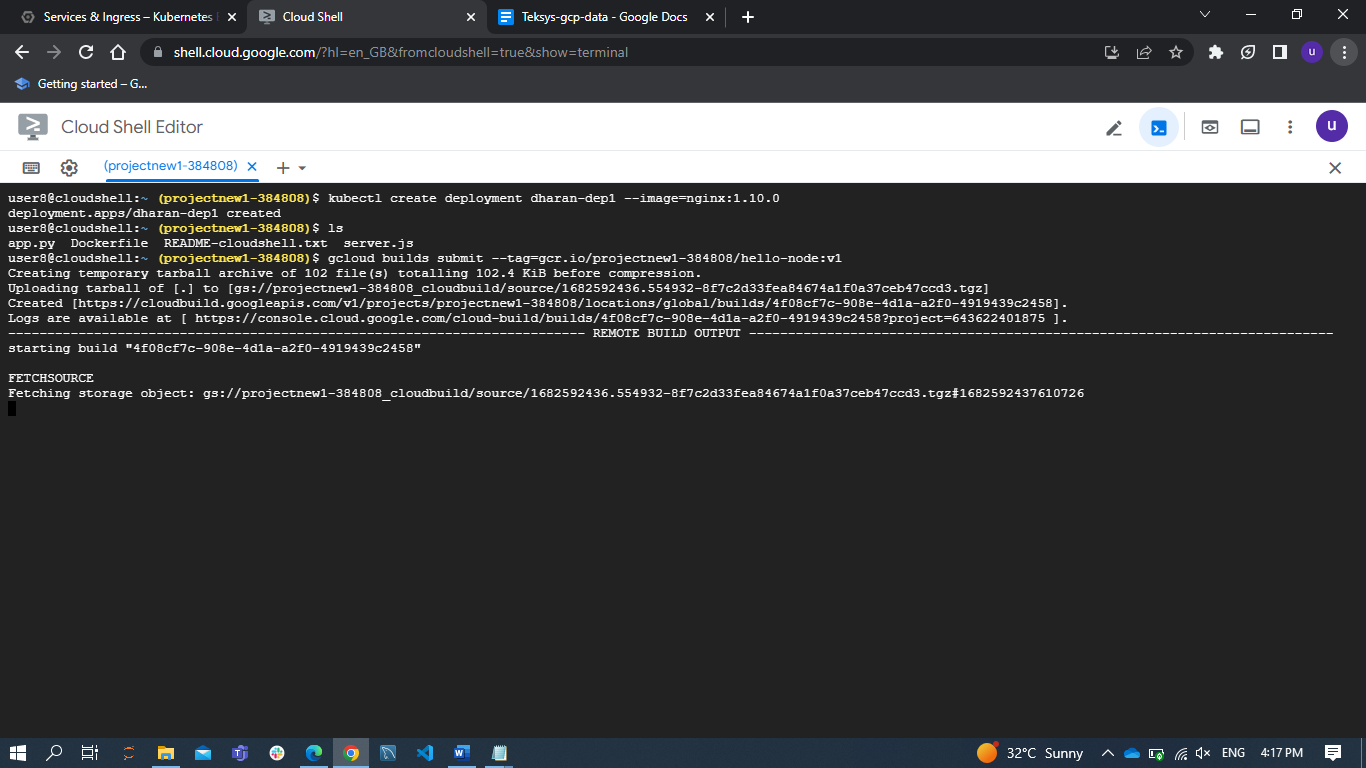 Services & Ingress – Kubernetes
Cloud Shell
Teksys-gcp-data - Google Docs
shell.cloud.google.com/?hl=en_GB&fromcloudshell=true&show=terminal
u
Getting started – G...
Cloud Shell Editor
u
(projectnew1-384808)
user8@cloudshell:~ (projectnew1-384808)$ kubectl create deployment dharan-dep1 --image=nginx:1.10.0
deployment.apps/dharan-dep1 created
user8@cloudshell:~ (projectnew1-384808)$ ls
app.py  Dockerfile  README-cloudshell.txt  server.js
user8@cloudshell:~ (projectnew1-384808)$ gcloud builds submit --tag=gcr.io/projectnew1-384808/hello-node:v1
Creating temporary tarball archive of 102 file(s) totalling 102.4 KiB before compression.
Uploading tarball of [.] to [gs://projectnew1-384808_cloudbuild/source/1682592436.554932-8f7c2d33fea84674a1f0a37ceb47ccd3.tgz]
Created [https://cloudbuild.googleapis.com/v1/projects/projectnew1-384808/locations/global/builds/4f08cf7c-908e-4d1a-a2f0-4919439c2458].
Logs are available at [ https://console.cloud.google.com/cloud-build/builds/4f08cf7c-908e-4d1a-a2f0-4919439c2458?project=643622401875 ].
--------------------------------------------------------------------------- REMOTE BUILD OUTPUT ---------------------------------------------------------------------------
starting build "4f08cf7c-908e-4d1a-a2f0-4919439c2458"
FETCHSOURCE
Fetching storage object: gs://projectnew1-384808_cloudbuild/source/1682592436.554932-8f7c2d33fea84674a1f0a37ceb47ccd3.tgz#1682592437610726
32°C Sunny
ENG
4:17 PM